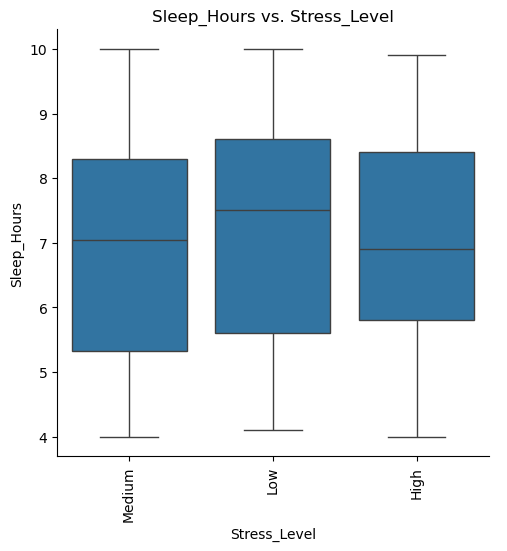 Sleep_Hours vs. Stress_Level
10
9
8
7
6
5
4
Sleep_Hours
Medium
Low
High
Stress_Level